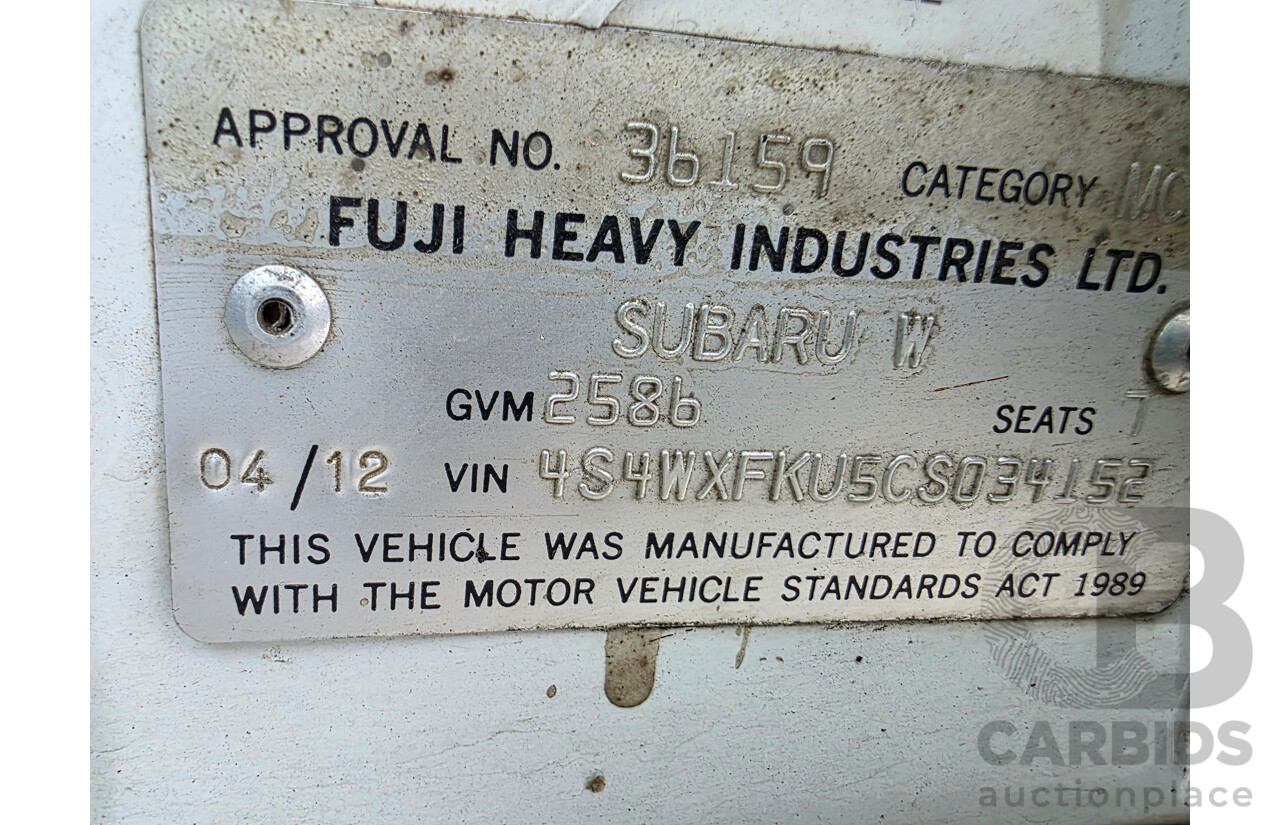 APPROVAL NO. 36159 CATEGORY MC
FUJI HEAVY INDUSTRIES LTD.
SUBARU W
GVM 2586 SEATS 7
04/12 VIN 4S4WXFKU5CS034152
THIS VEHICLE WAS MANUFACTURED TO COMPLY
WITH THE MOTOR VEHICLE STANDARDS ACT 1989
CARBIDS
auctionplace